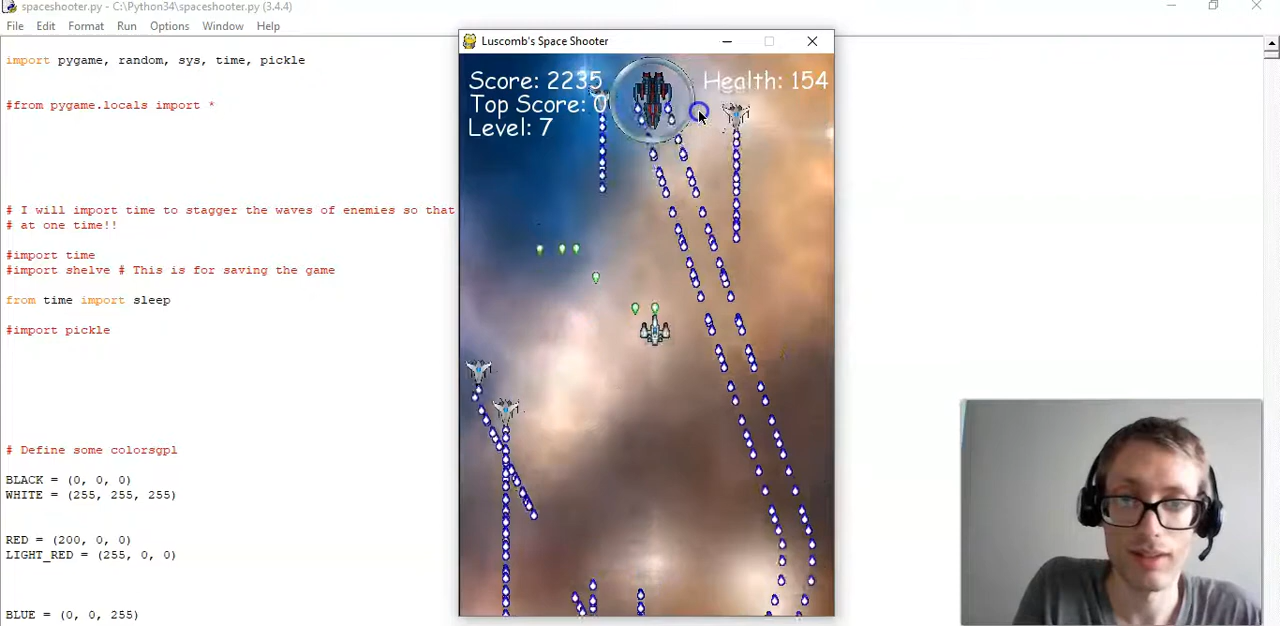 spaceshooter.py - C:\Python34\spaceshooter.py (3.4.4)
File Edit Format Run Options Window Help
import pygame, random, sys, time, pickle
#from pygame.locals import *
# I will import time to stagger the waves of enemies so that
# at one time!!
#import time
#import shelve # This is for saving the game
from time import sleep
#import pickle
# Define some colorsgpl
BLACK = (0, 0, 0)
WHITE = (255, 255, 255)
RED = (200, 0, 0)
LIGHT_RED = (255, 0, 0)
BLUE = (0, 0, 255)
Luscomb's Space Shooter
Score: 2235
Health: 154
Top Score: 0
Level: 7